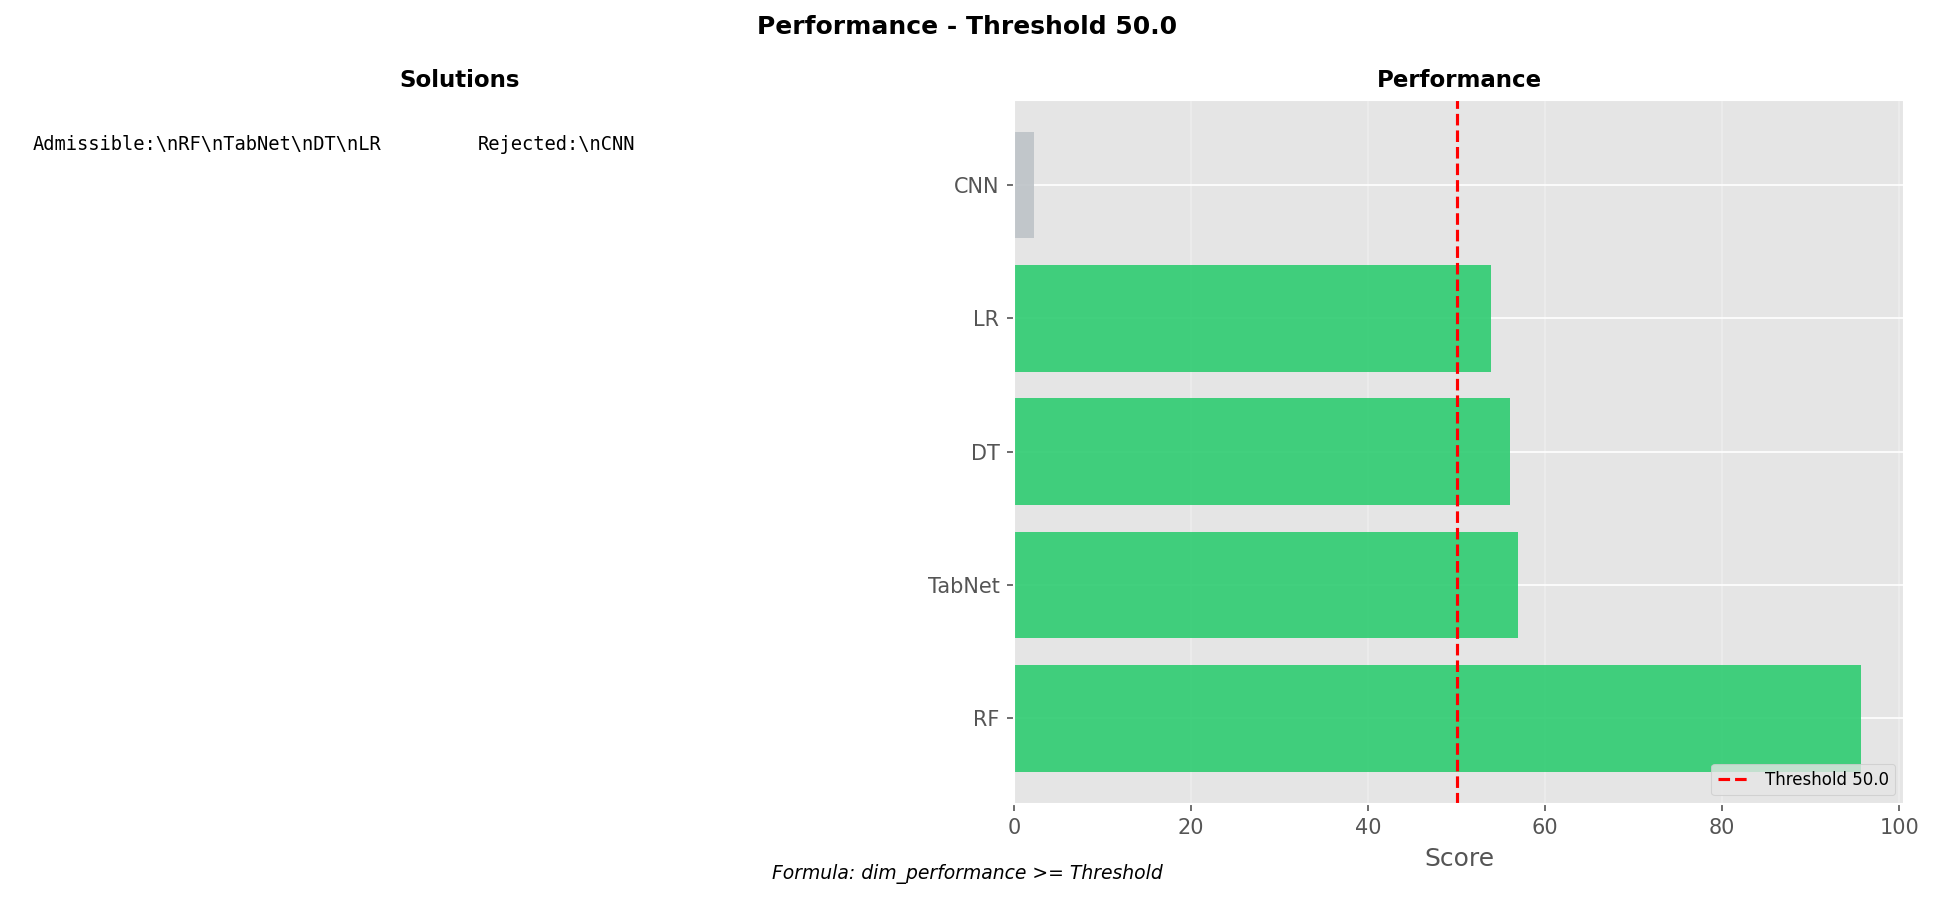 Performance - Threshold 50.0
Solutions
Admissible:\nRF\nTabNet\nDT\nLR
Rejected:\nCNN
Performance
CNN
LR
DT
TabNet
RF
Threshold 50.0
0 20 40 60 80 100
Score
Formula: dim_performance >= Threshold